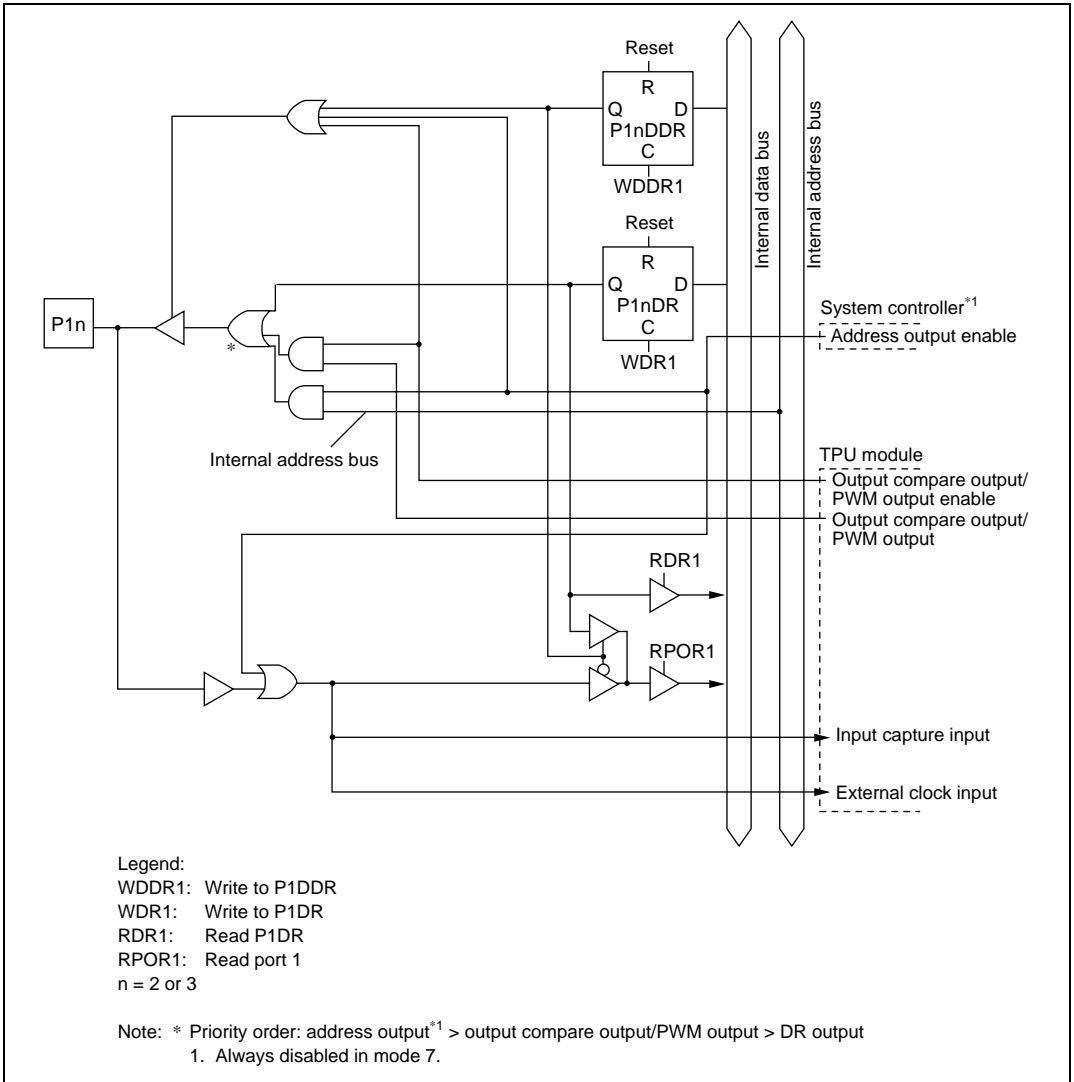 Reset
R
Q D
P1nDDR
C
WDDR1
Reset
R
Q D
P1nDR
C
WDR1
Internal data bus
Internal address bus
P1n
*
System controller*1
Address output enable
Internal address bus
TPU module
Output compare output/
PWM output enable
Output compare output/
PWM output
RDR1
RPOR1
Input capture input
External clock input
Legend:
WDDR1: Write to P1DDR
WDR1: Write to P1DR
RDR1: Read P1DR
RPOR1: Read port 1
n = 2 or 3
Note: * Priority order: address output*1 > output compare output/PWM output > DR output
1. Always disabled in mode 7.